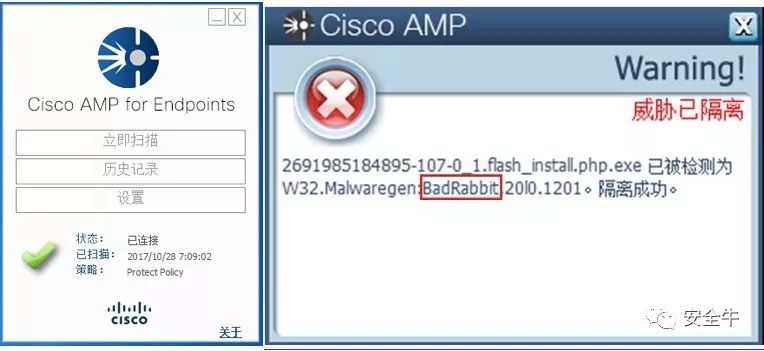 Cisco AMP for Endpoints
立即扫描
历史记录
设置
状态： 已连接
已扫描： 2017/10/28 7:09:02
策略： Protect Policy
CISCO
关于
Cisco AMP
Warning!
威胁已隔离
2691985184895-107-0_1.flash_install.php.exe 已被检测为
W32.Malwaregen:BadRabbit.20l0.1201。隔离成功。
安全牛